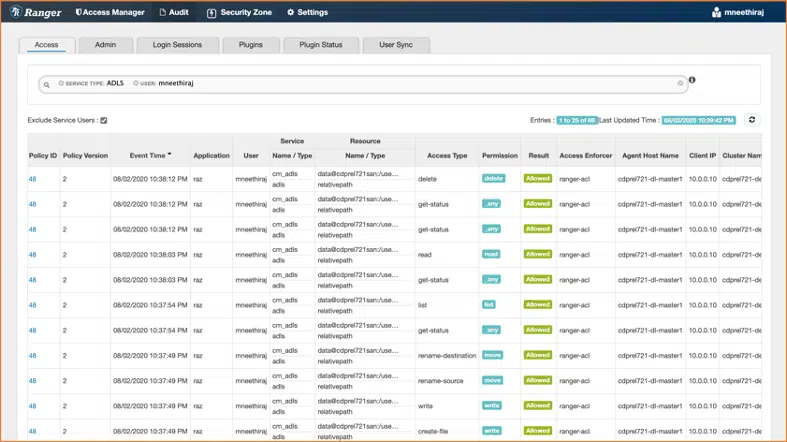 Ranger Access Manager Audit Security Zone Settings mneethiraj
Access Admin Login Sessions Plugins Plugin Status User Sync
SERVICE TYPE: ADLS USER: mneethiraj
Exclude Service Users : Entries : 1 to 25 of 66 Last Updated Time : 08/02/2020 10:39:42 PM
Service Resource
Policy ID Policy Version Event Time Application User Name / Type Name / Type Access Type Permission Result Access Enforcer Agent Host Name Client IP Cluster Nam
48 2 08/02/2020 10:38:12 PM raz mneethiraj cm_adls data@cdprel721san:/use... delete delete Allowed ranger-acl cdprel721-dl-master1 10.0.0.10 cdprel721-de
adls relativepath
48 2 08/02/2020 10:38:12 PM raz mneethiraj cm_adls data@cdprel721san:/use... get-status _any Allowed ranger-acl cdprel721-dl-master1 10.0.0.10 cdprel721-de
adls relativepath
48 2 08/02/2020 10:38:12 PM raz mneethiraj cm_adls data@cdprel721san:/use... get-status _any Allowed ranger-acl cdprel721-dl-master1 10.0.0.10 cdprel721-de
adls relativepath
48 2 08/02/2020 10:38:03 PM raz mneethiraj cm_adls data@cdprel721san:/use... read read Allowed ranger-acl cdprel721-dl-master1 10.0.0.10 cdprel721-de
adls relativepath
48 2 08/02/2020 10:38:03 PM raz mneethiraj cm_adls data@cdprel721san:/use... get-status _any Allowed ranger-acl cdprel721-dl-master1 10.0.0.10 cdprel721-de
adls relativepath
48 2 08/02/2020 10:37:54 PM raz mneethiraj cm_adls data@cdprel721san:/use... list list Allowed ranger-acl cdprel721-dl-master1 10.0.0.10 cdprel721-de
adls relativepath
48 2 08/02/2020 10:37:54 PM raz mneethiraj cm_adls data@cdprel721san:/use... get-status _any Allowed ranger-acl cdprel721-dl-master1 10.0.0.10 cdprel721-de
adls relativepath
48 2 08/02/2020 10:37:49 PM raz mneethiraj cm_adls data@cdprel721san:/use... rename-destination move Allowed ranger-acl cdprel721-dl-master1 10.0.0.10 cdprel721-de
adls relativepath
48 2 08/02/2020 10:37:49 PM raz mneethiraj cm_adls data@cdprel721san:/use... rename-source move Allowed ranger-acl cdprel721-dl-master1 10.0.0.10 cdprel721-de
adls relativepath
48 2 08/02/2020 10:37:49 PM raz mneethiraj cm_adls data@cdprel721san:/use... write write Allowed ranger-acl cdprel721-dl-master1 10.0.0.10 cdprel721-de
adls relativepath
48 2 08/02/2020 10:37:49 PM raz mneethiraj cm_adls data@cdprel721san:/use... create-file write Allowed ranger-acl cdprel721-dl-master1 10.0.0.10 cdprel721-de
adls relativepath